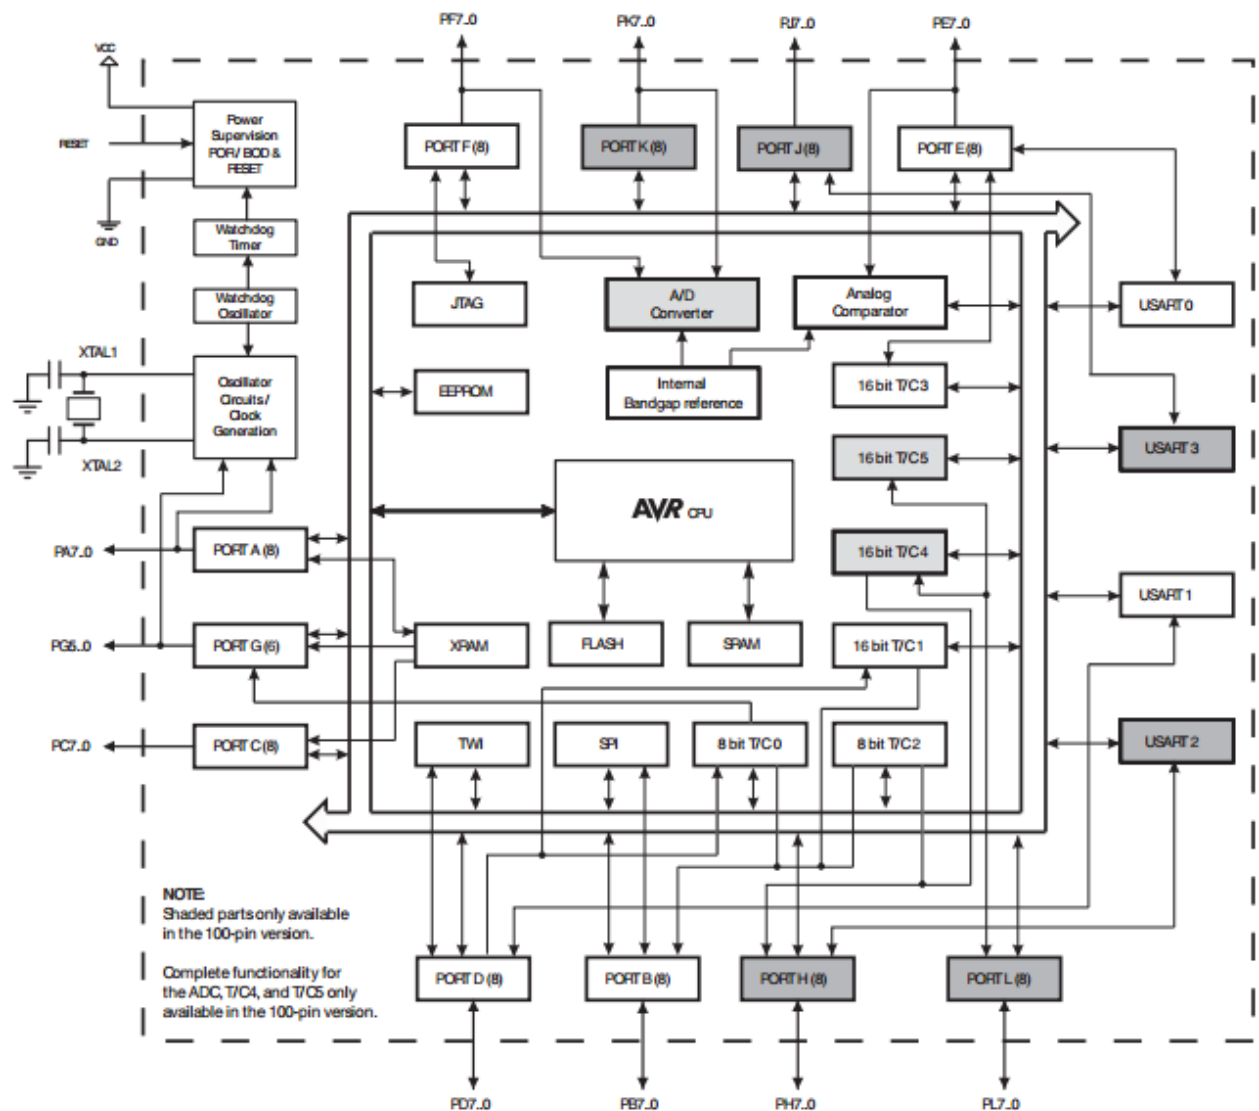 PF7..0
PK7..0
PJ7..0
PE7..0
VCC
Power
Supervision
POR / BOD &
RESET
RESET
PORT F (8)
PORT K (8)
PORT J (8)
PORT E (8)
GND
Watchdog
Timer
Watchdog
Oscillator
JTAG
A/D
Converter
Analog
Comparator
USART 0
XTAL1
Oscillator
Circuits /
Clock
Generation
XTAL2
EEPROM
Internal
Bandgap reference
16 bit T/C3
USART 3
16 bit T/C5
AVR CPU
PA7..0
PORT A (8)
16 bit T/C4
USART 1
PG5..0
PORT G (6)
XRAM
FLASH
SRAM
16 bit T/C1
PC7..0
PORT C (8)
TWI
SPI
8 bit T/C0
8 bit T/C2
USART 2
NOTE:
Shaded parts only available
in the 100-pin version.
Complete functionality for
the ADC, T/C4, and T/C5 only
available in the 100-pin version.
PORT D (8)
PORT B (8)
PORT H (8)
PORT L (8)
PD7..0
PB7..0
PH7..0
PL7..0